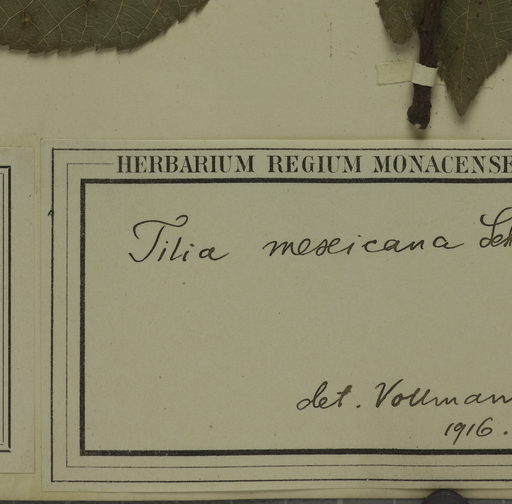 HERBARIUM REGIUM MONACENSE
Tilia mexicana
det. Vollmann
1916.